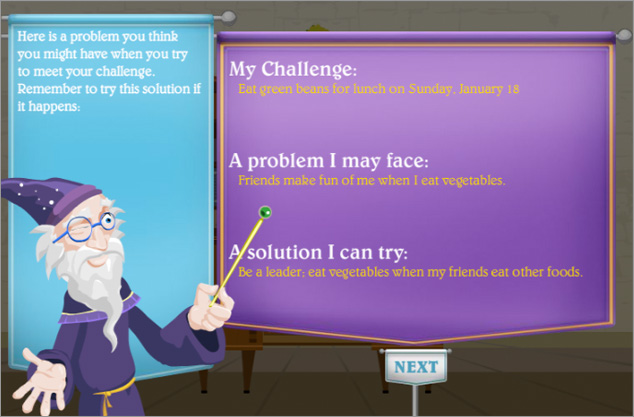 Here is a problem you think
you might have when you try
to meet your challenge.
Remember to try this solution if
it happens:
My Challenge:
Eat green beans for lunch on Sunday, January 18
A problem I may face:
Friends make fun of me when I eat vegetables.
A solution I can try:
Be a leader; eat vegetables when my friends eat other foods.
NEXT